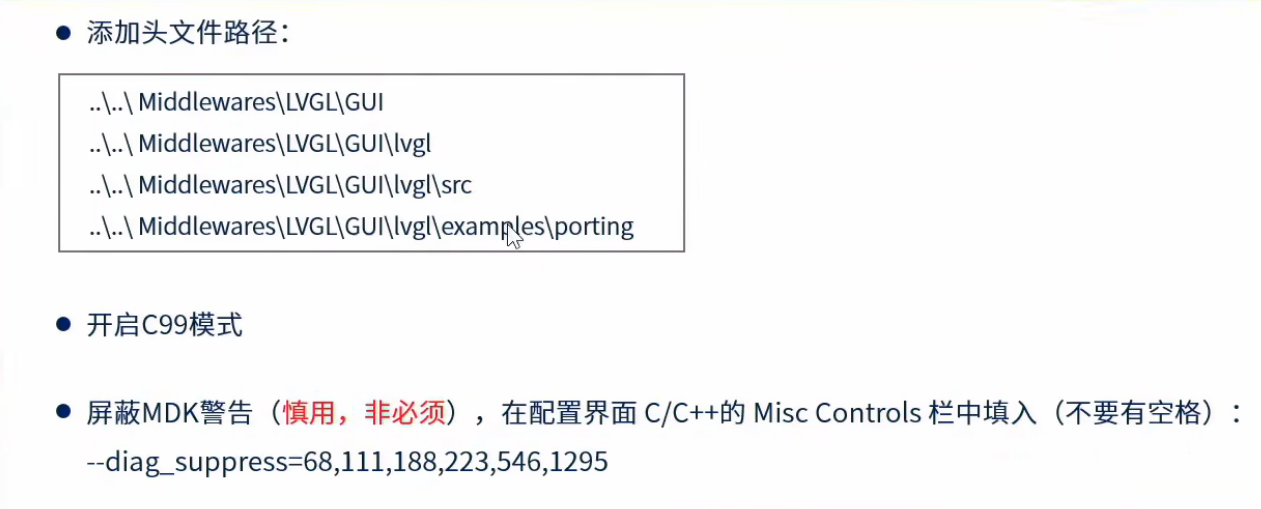 添加头文件路径：
..\..\ Middlewares\LVGL\GUI
..\..\ Middlewares\LVGL\GUI\lvgl
..\..\ Middlewares\LVGL\GUI\lvgl\src
..\..\ Middlewares\LVGL\GUI\lvgl\examples\porting
开启C99模式
屏蔽MDK警告（慎用，非必须），在配置界面 C/C++的 Misc Controls 栏中填入（不要有空格）：
--diag_suppress=68,111,188,223,546,1295